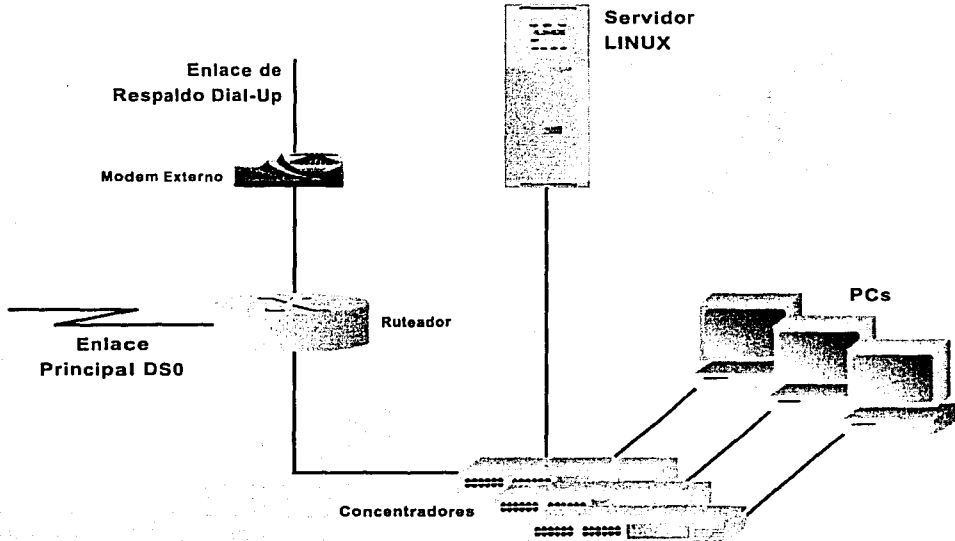 Servidor
LINUX
Enlace de
Respaldo Dial-Up
Modem Externo
PCs
Ruteador
Enlace
Principal DS0
Concentradores